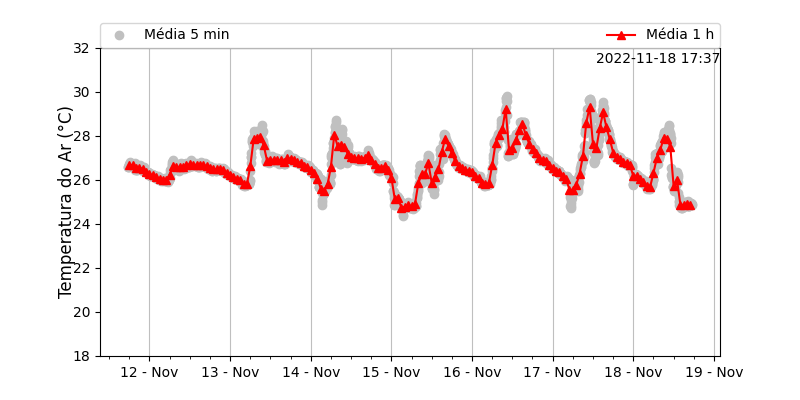 Média 5 min
Média 1 h
2022-11-18 17:37
Temperatura do Ar (°C)
32
30
28
26
24
22
20
18
12 - Nov
13 - Nov
14 - Nov
15 - Nov
16 - Nov
17 - Nov
18 - Nov
19 - Nov